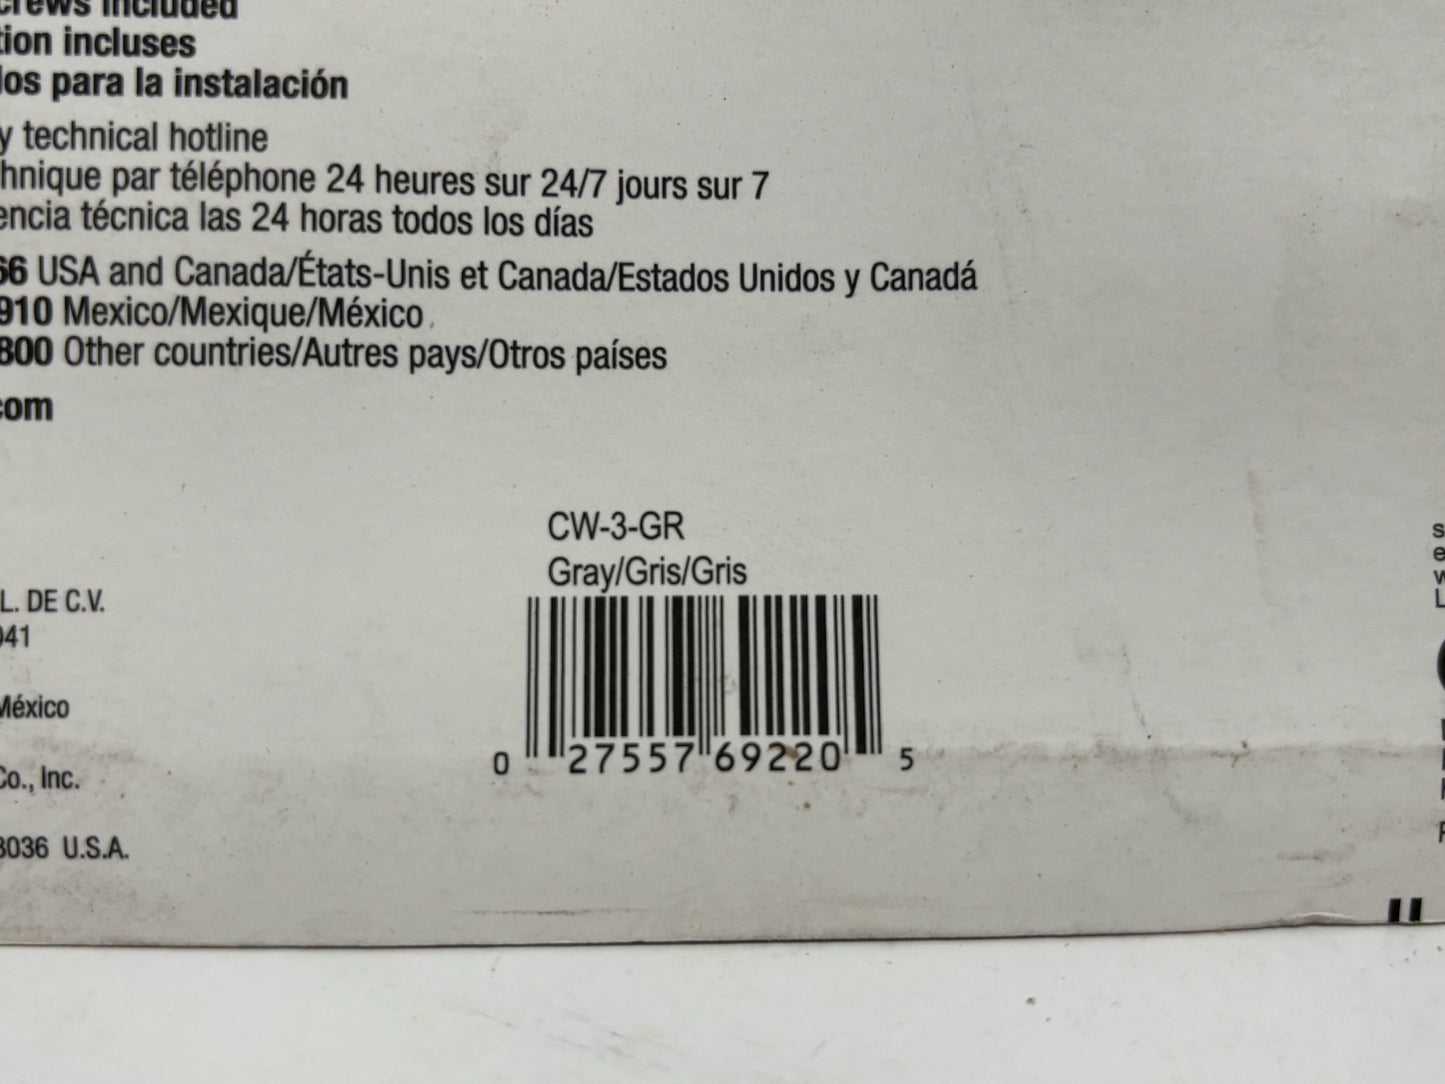 crews included
tion incluses
dos para la instalación
y technical hotline
hnique par téléphone 24 heures sur 24/7 jours sur 7
encia técnica las 24 horas todos los días
66 USA and Canada/États-Unis et Canada/Estados Unidos y Canadá
910 Mexico/Mexique/México
800 Other countries/Autres pays/Otros países
com
CW-3-GR
Gray/Gris/Gris
L. DE C.V.
041
México
0 27557 69220 5
Co., Inc.
8036 U.S.A.